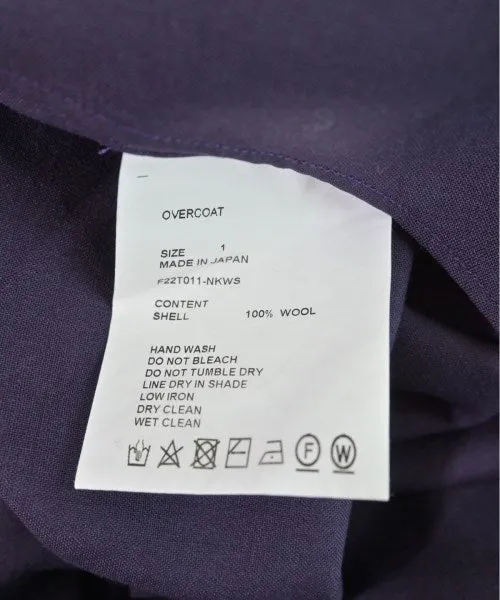 OVERCOAT
SIZE 1
MADE IN JAPAN
F22T011-NKWS
CONTENT
SHELL 100% WOOL
HAND WASH
DO NOT BLEACH
DO NOT TUMBLE DRY
LINE DRY IN SHADE
LOW IRON
DRY CLEAN
WET CLEAN
F W